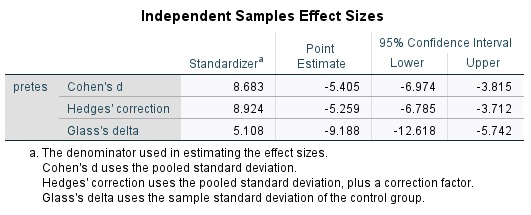 Independent Samples Effect Sizes
Point 95% Confidence Interval
Standardizerᵃ Estimate Lower Upper
pretes Cohen's d 8.683 -5.405 -6.974 -3.815
Hedges' correction 8.924 -5.259 -6.785 -3.712
Glass's delta 5.108 -9.188 -12.618 -5.742
a. The denominator used in estimating the effect sizes.
Cohen's d uses the pooled standard deviation.
Hedges' correction uses the pooled standard deviation, plus a correction factor.
Glass's delta uses the sample standard deviation of the control group.